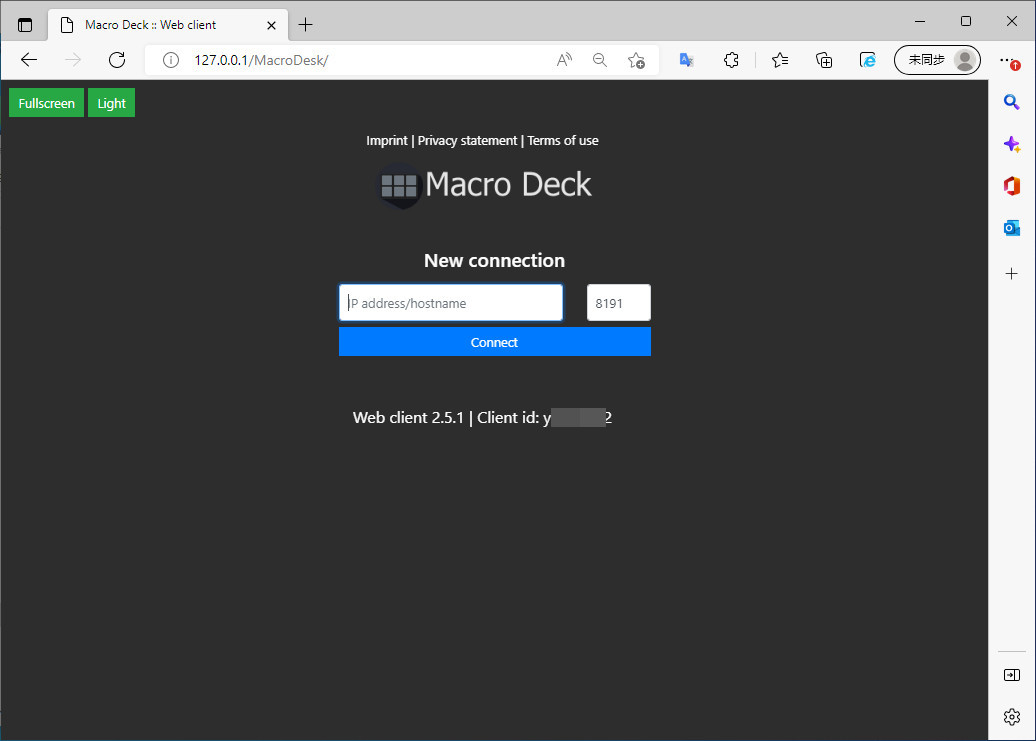 Macro Deck :: Web client
127.0.0.1/MacroDesk/
未同步
Fullscreen Light
Imprint | Privacy statement | Terms of use
Macro Deck
New connection
IP address/hostname 8191
Connect
Web client 2.5.1 | Client id: y 2